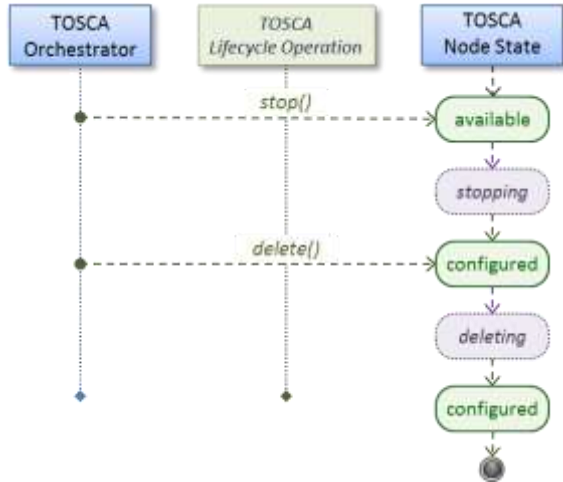 TOSCA
Orchestrator
TOSCA
Lifecycle Operation
TOSCA
Node State
stop()
available
stopping
delete()
configured
deleting
configured